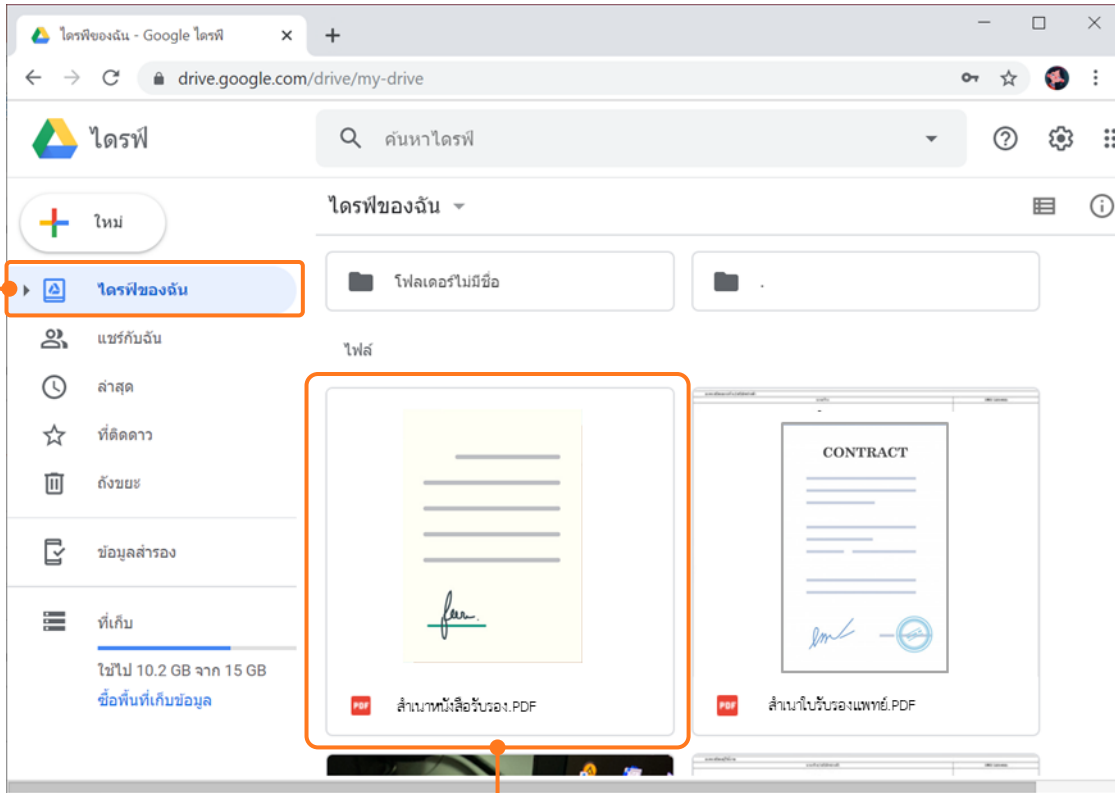 ไดรฟ์ของฉัน - Google ไดรฟ์
drive.google.com/drive/my-drive
ไดรฟ์
ค้นหาไดรฟ์
ใหม่
ไดรฟ์ของฉัน
ไดรฟ์ของฉัน
แชร์กับฉัน
ล่าสุด
ที่ติดดาว
ถังขยะ
ข้อมูลสำรอง
ที่เก็บ
ใช้ไป 10.2 GB จาก 15 GB
ซื้อพื้นที่เก็บข้อมูล
โฟลเดอร์ไม่มีชื่อ
.
ไฟล์
CONTRACT
PDF สำเนาหนังสือรับรอง.PDF
PDF สำเนาใบรับรองแพทย์.PDF